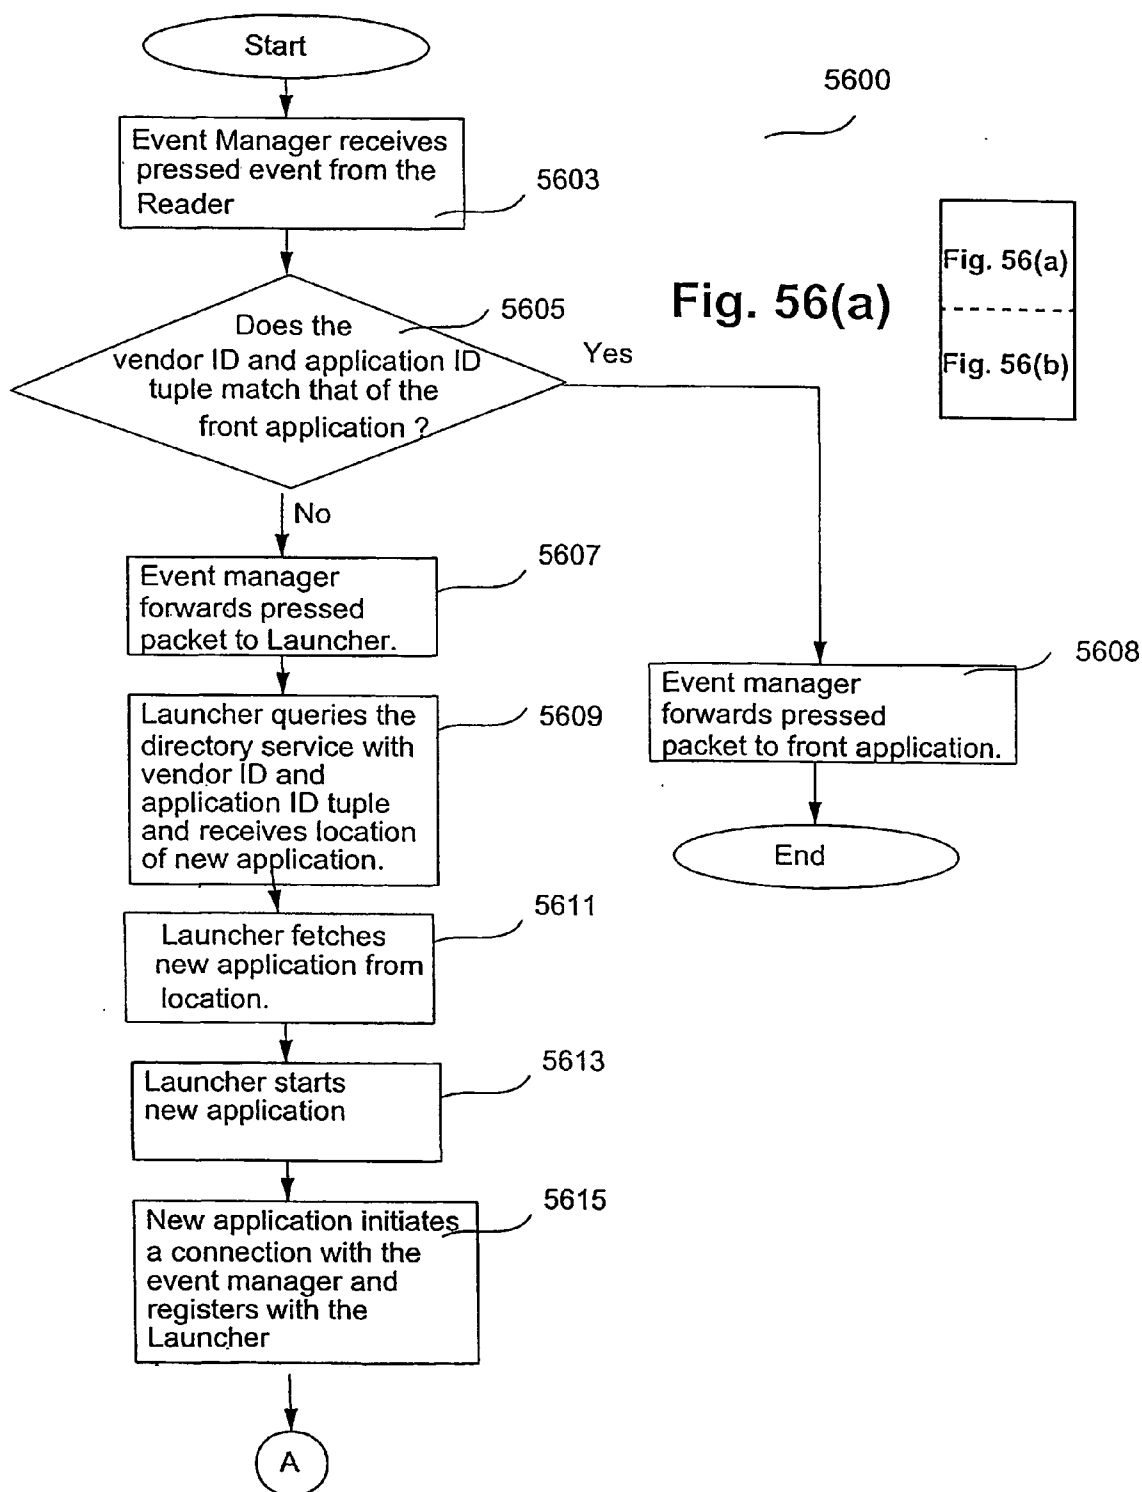 Start
5600
Event Manager receives
pressed event from the
Reader
5603
Fig. 56(a)
Fig. 56(a)
Fig. 56(b)
5605
Does the
vendor ID and application ID
tuple match that of the
front application ?
Yes
No
5607
Event manager
forwards pressed
packet to Launcher.
5608
Event manager
forwards pressed
packet to front application.
End
5609
Launcher queries the
directory service with
vendor ID and
application ID tuple
and receives location
of new application.
5611
Launcher fetches
new application from
location.
5613
Launcher starts
new application
5615
New application initiates
a connection with the
event manager and
registers with the
Launcher
A